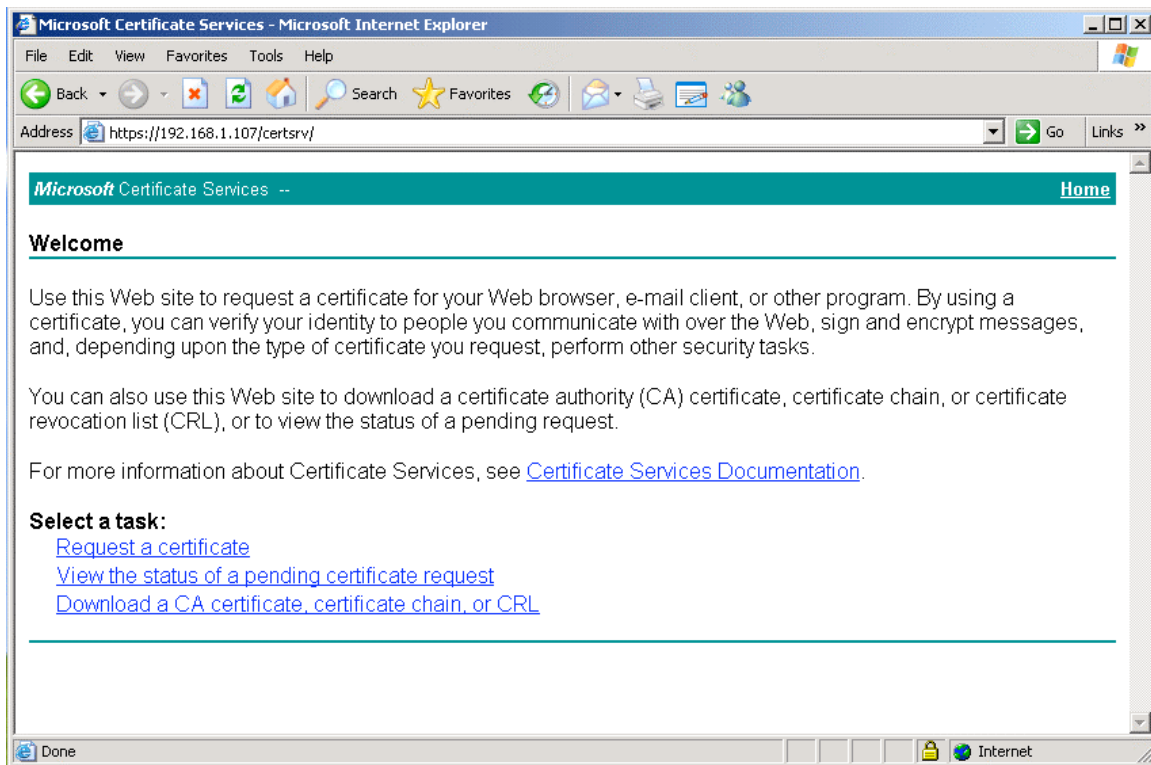 Microsoft Certificate Services - Microsoft Internet Explorer
File Edit View Favorites Tools Help
Back Search Favorites
Address https://192.168.1.107/certsrv/ Go Links »
Microsoft Certificate Services -- Home
Welcome
Use this Web site to request a certificate for your Web browser, e-mail client, or other program. By using a
certificate, you can verify your identity to people you communicate with over the Web, sign and encrypt messages,
and, depending upon the type of certificate you request, perform other security tasks.
You can also use this Web site to download a certificate authority (CA) certificate, certificate chain, or certificate
revocation list (CRL), or to view the status of a pending request.
For more information about Certificate Services, see Certificate Services Documentation.
Select a task:
Request a certificate
View the status of a pending certificate request
Download a CA certificate, certificate chain, or CRL
Done Internet